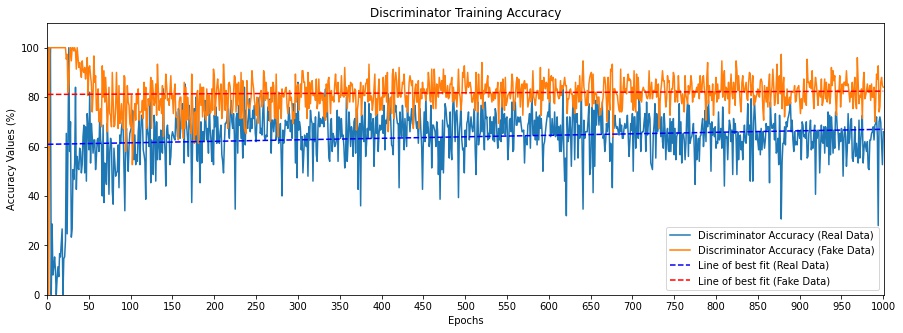 Discriminator Training Accuracy
Accuracy Values (%)
100
80
60
40
20
0
0 50 100 150 200 250 300 350 400 450 500 550 600 650 700 750 800 850 900 950 1000
Epochs
Discriminator Accuracy (Real Data)
Discriminator Accuracy (Fake Data)
Line of best fit (Real Data)
Line of best fit (Fake Data)